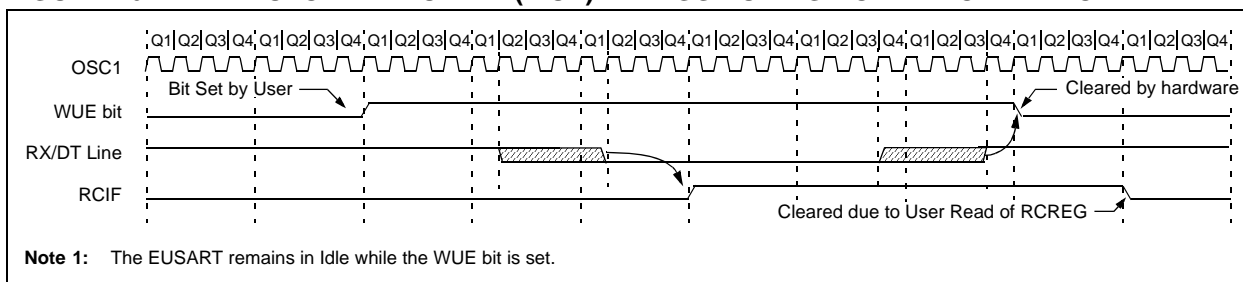 Q1 Q2 Q3 Q4 Q1 Q2 Q3 Q4 Q1 Q2 Q3 Q4 Q1 Q2 Q3 Q4 Q1 Q2 Q3 Q4 Q1 Q2 Q3 Q4 Q1 Q2 Q3 Q4 Q1 Q2 Q3 Q4 Q1 Q2 Q3 Q4 Q1 Q2 Q3 Q4
OSC1
Bit Set by User
Cleared by hardware
WUE bit
RX/DT Line
RCIF
Cleared due to User Read of RCREG
Note 1: The EUSART remains in Idle while the WUE bit is set.